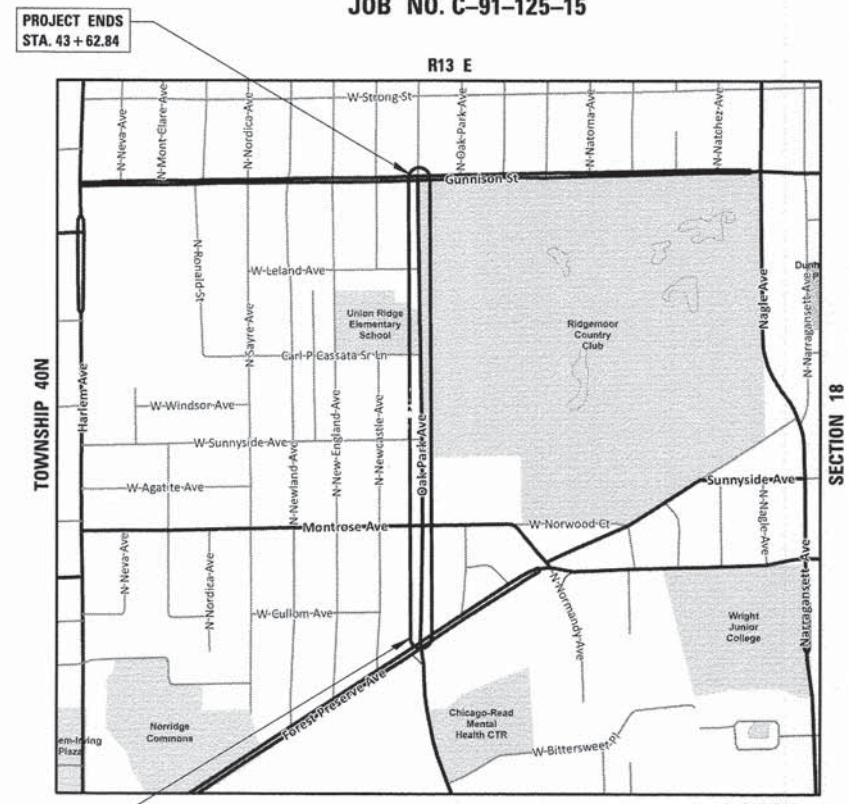 JOB NO. C–91–125–15
PROJECT ENDS
STA. 43 + 62.84
R13 E
W-Strong-St
N-Neva-Ave
N-Mont-Clare-Ave
N-Nordica-Ave
N-Oak-Park-Ave
N-Natoma-Ave
N-Natchez-Ave
Gunnison St
N-Ronald-St
W-Leland-Ave
Union Ridge
Elementary
School
Ridgemoor
Country
Club
Nagle Ave
N-Narragansett-Ave
N-Sayre-Ave
Carl-P-Cassata-Sr-Ln
TOWNSHIP 40N
Harlem Ave
W-Windsor-Ave
W-Sunnyside-Ave
N-Newland-Ave
N-New-England-Ave
N-Newcastle-Ave
Oak Park Ave
SECTION 18
W-Agatite-Ave
Sunnyside Ave
N-Nagle-Ave
Montrose Ave
W-Norwood-Ct
N-Neva-Ave
N-Nordica-Ave
W-Cullom-Ave
N-Normandy-Ave
Narragansett Ave
Wright
Junior
College
Forest Preserve Ave
Norridge
Commons
em-Irving
Plaza
Chicago-Read
Mental
Health CTR
W-Bittersweet-Pl